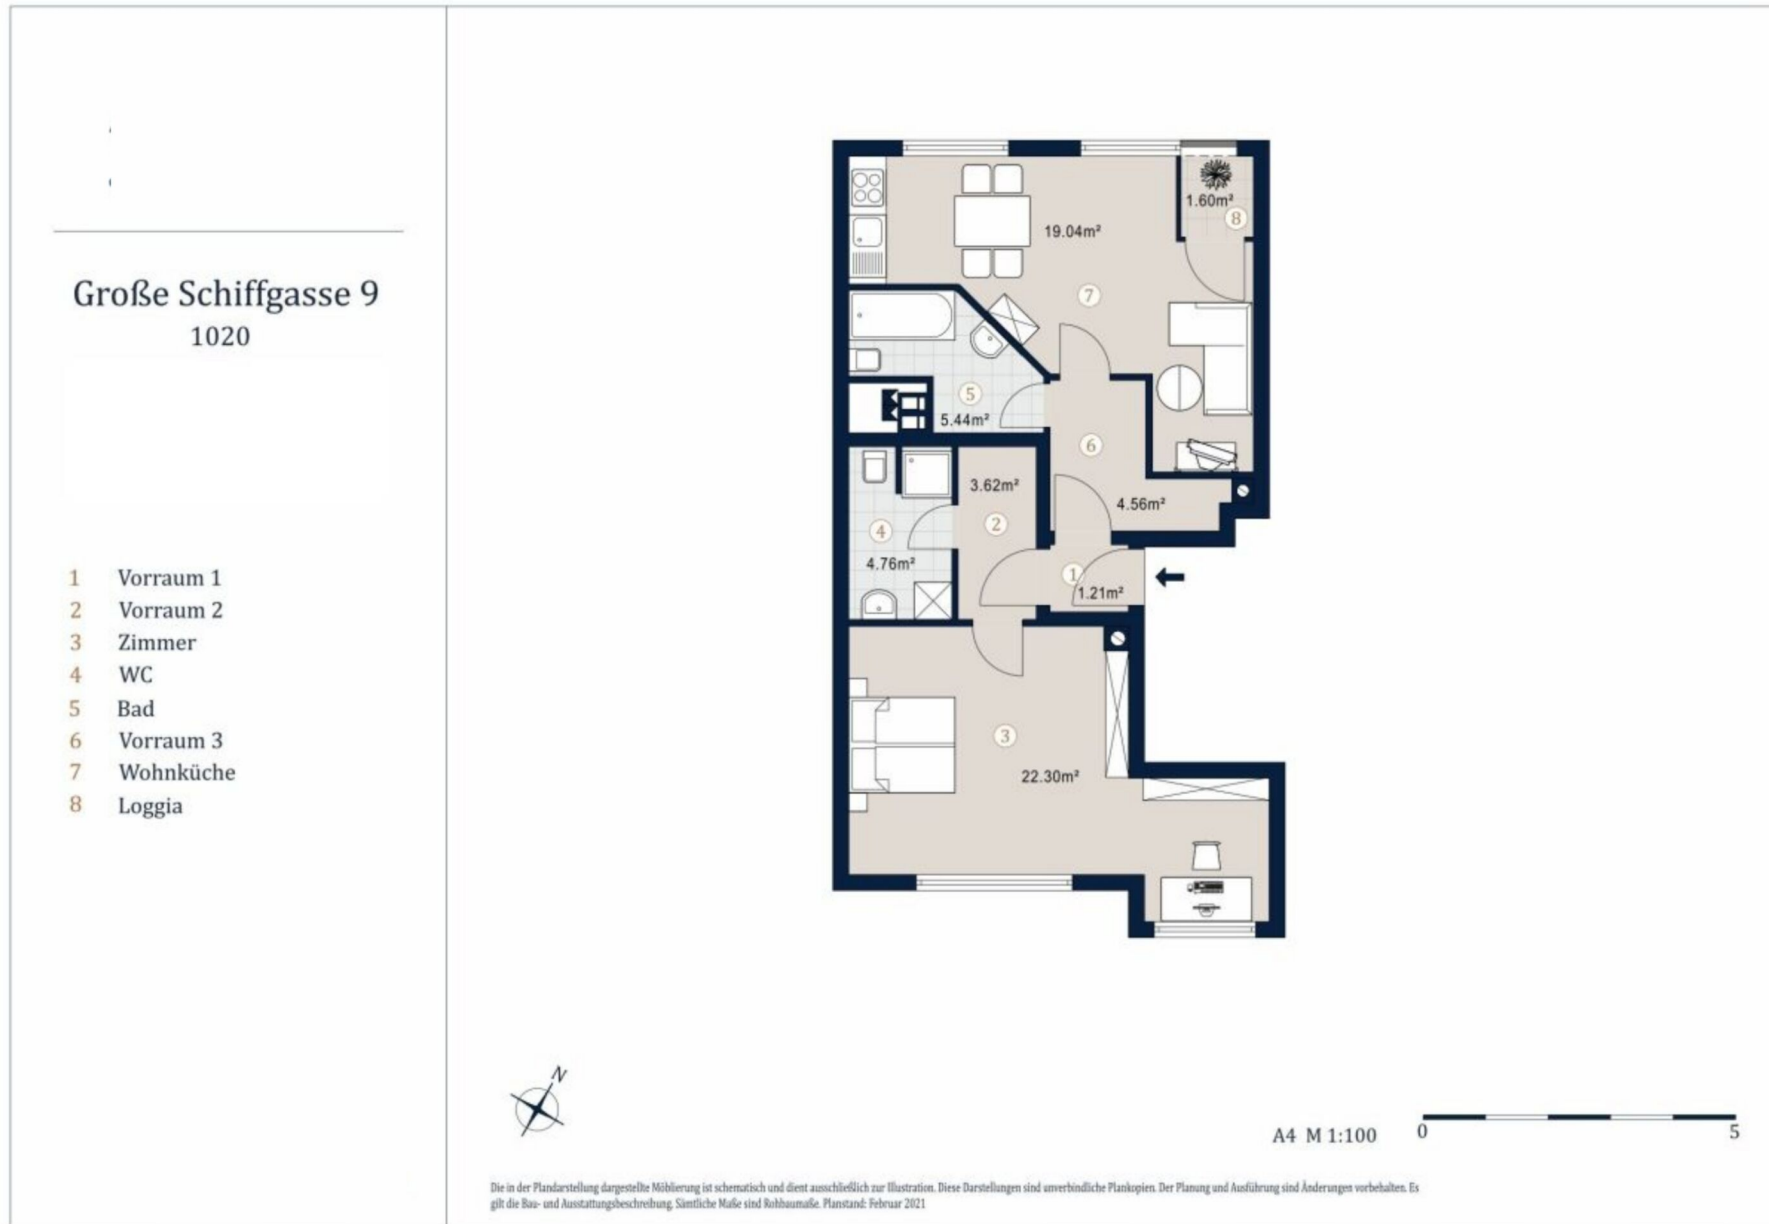 Große Schiffgasse 9
1020
1 Vorraum 1
2 Vorraum 2
3 Zimmer
4 WC
5 Bad
6 Vorraum 3
7 Wohnküche
8 Loggia
1.60m²
8
19.04m²
7
5
5.44m²
6
3.62m²
4.56m²
2
4
4.76m²
1
1.21m²
3
22.30m²
N
A4 M 1:100
0 5
Die in der Plandarstellung dargestellte Möblierung ist schematisch und dient ausschließlich zur Illustration. Diese Darstellungen sind unverbindliche Plankopien. Der Planung und Ausführung sind Änderungen vorbehalten. Es
gilt die Bau- und Ausstattungsbeschreibung. Sämtliche Maße sind Rohbaumaße. Planstand: Februar 2021